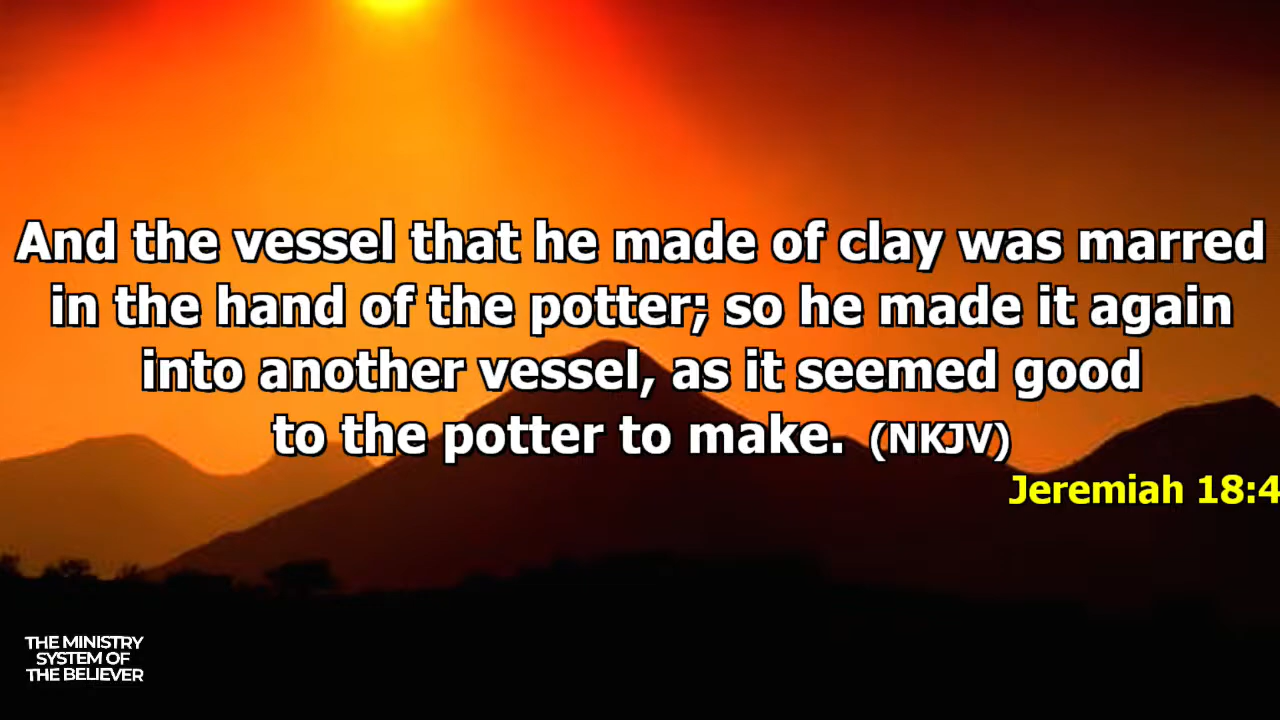 And the vessel that he made of clay was marred
in the hand of the potter; so he made it again
into another vessel, as it seemed good
to the potter to make. (NKJV)
Jeremiah 18:4
THE MINISTRY
SYSTEM OF
THE BELIEVER